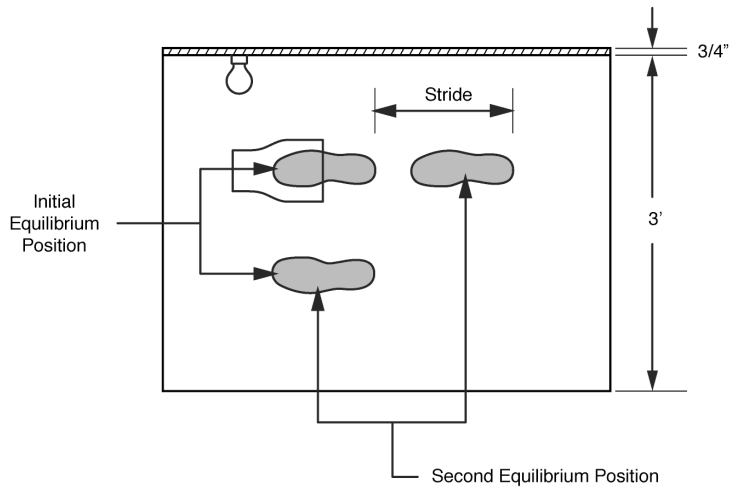 3/4”
Stride
Initial
Equilibrium
Position
3’
Second Equilibrium Position